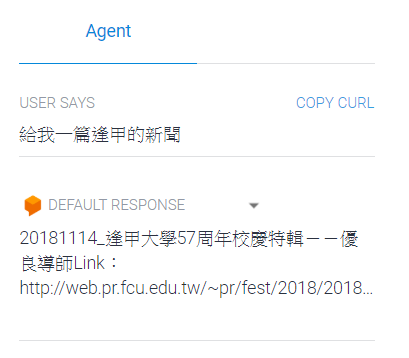 Agent
USER SAYS COPY CURL
給我一篇逢甲的新聞
DEFAULT RESPONSE
20181114_逢甲大學57周年校慶特輯－－優
良導師Link：
http://web.pr.fcu.edu.tw/~pr/fest/2018/2018...